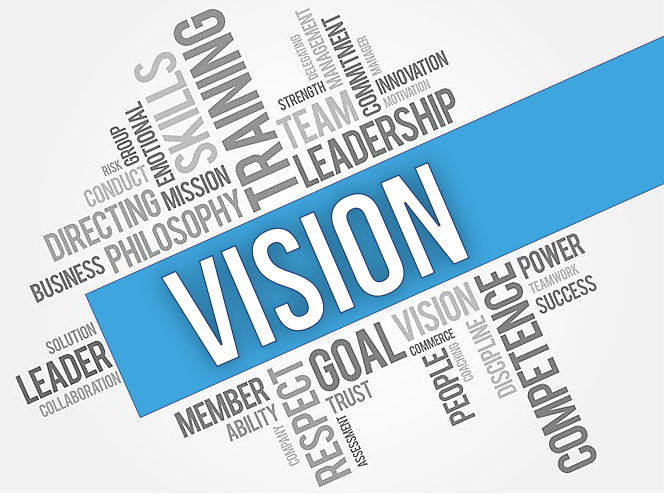 TRAINING
SKILLS
EMOTIONAL
GROUP
RISK
CONDUCT
MISSION
DIRECTING
PHILOSOPHY
BUSINESS
STRENGTH
DELEGATING
MANAGEMENT
COMMITMENT
MANAGER
INNOVATION
MOTIVATION
TEAM
LEADERSHIP
VISION
SOLUTION
LEADER
COLLABORATION
MEMBER
ABILITY
COMPANY
RESPECT
GOAL
TRUST
ASSESSMENT
VISION
COMMERCE
PEOPLE
COACHING
DISCIPLINE
COMPETENCE
POWER
TEAMWORK
SUCCESS